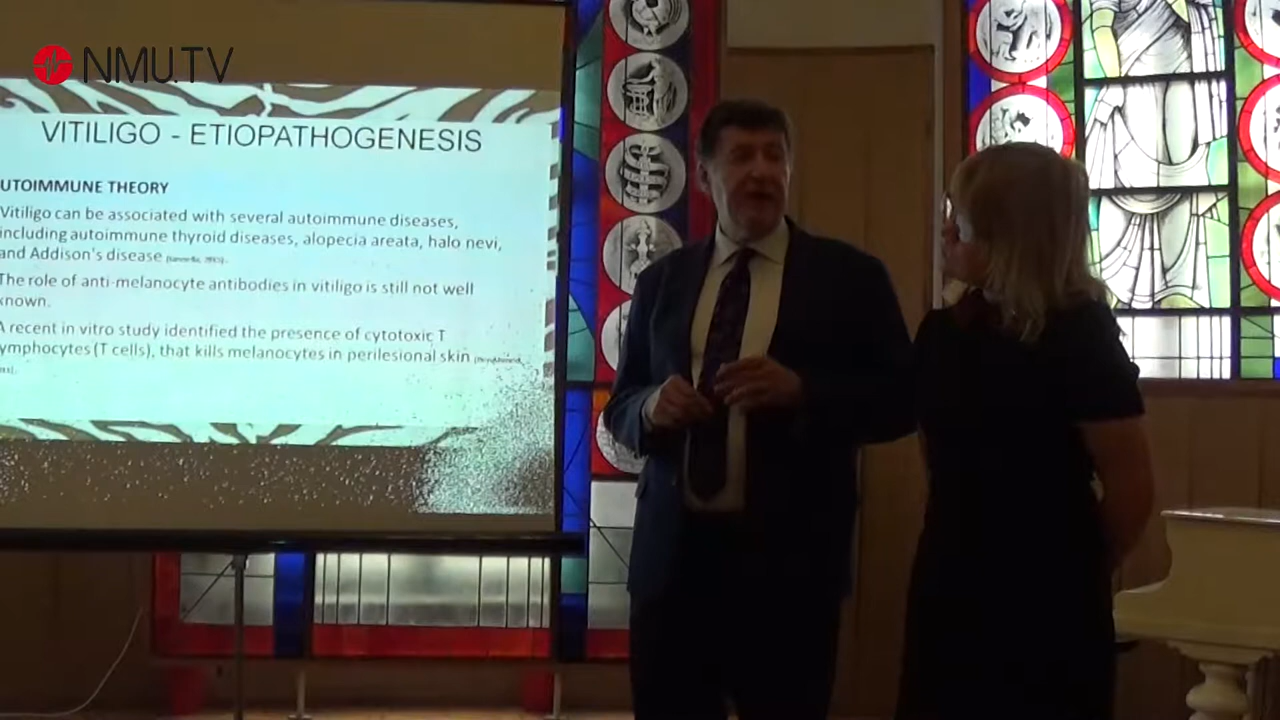 NMU.TV
VITILIGO - ETIOPATHOGENESIS
UTOIMMUNE THEORY
Vitiligo can be associated with several autoimmune diseases,
including autoimmune thyroid diseases, alopecia areata, halo nevi,
and Addison's disease
The role of anti-melanocyte antibodies in vitiligo is still not well
known.
A recent in vitro study identified the presence of cytotoxic T
ymphocytes (T cells), that kills melanocytes in perilesional skin